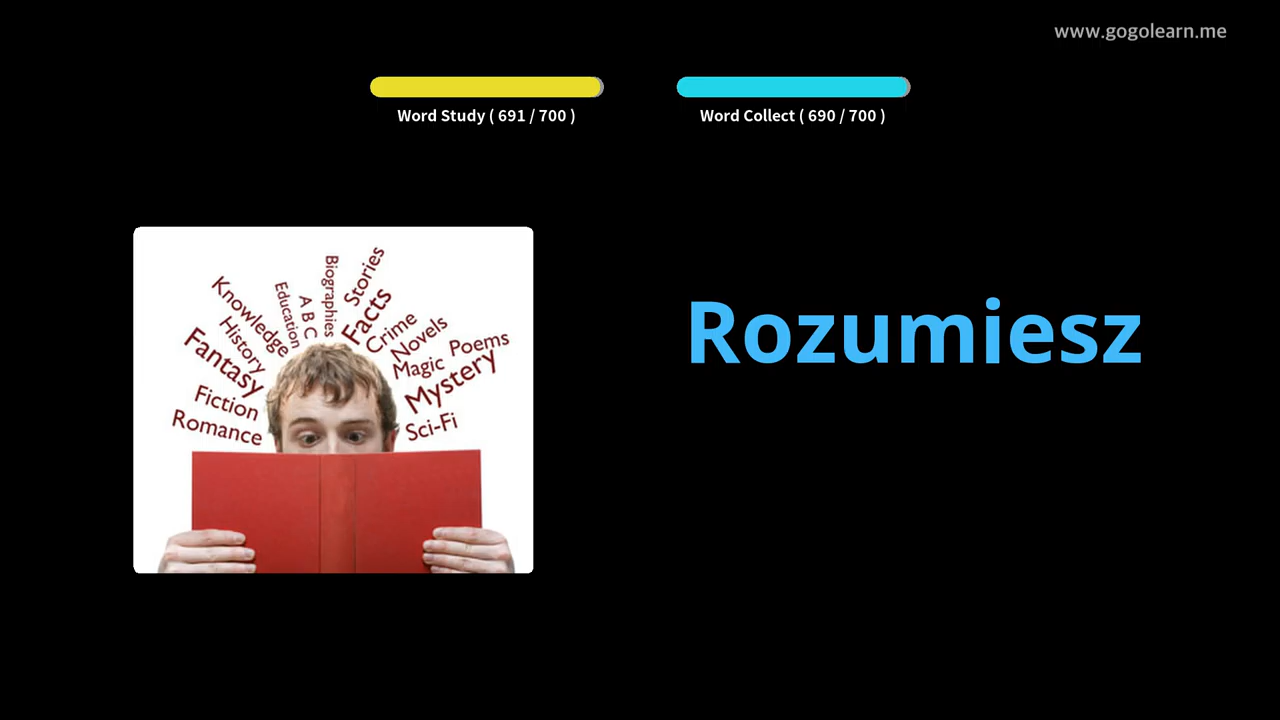 www.gogolearn.me
Word Study ( 691 / 700 )
Word Collect ( 690 / 700 )
Rozumiesz
Biographies
Stories
Education
A B C
Facts
Knowledge
Crime
History
Novels
Fantasy
Magic
Poems
Mystery
Fiction
Romance
Sci-Fi